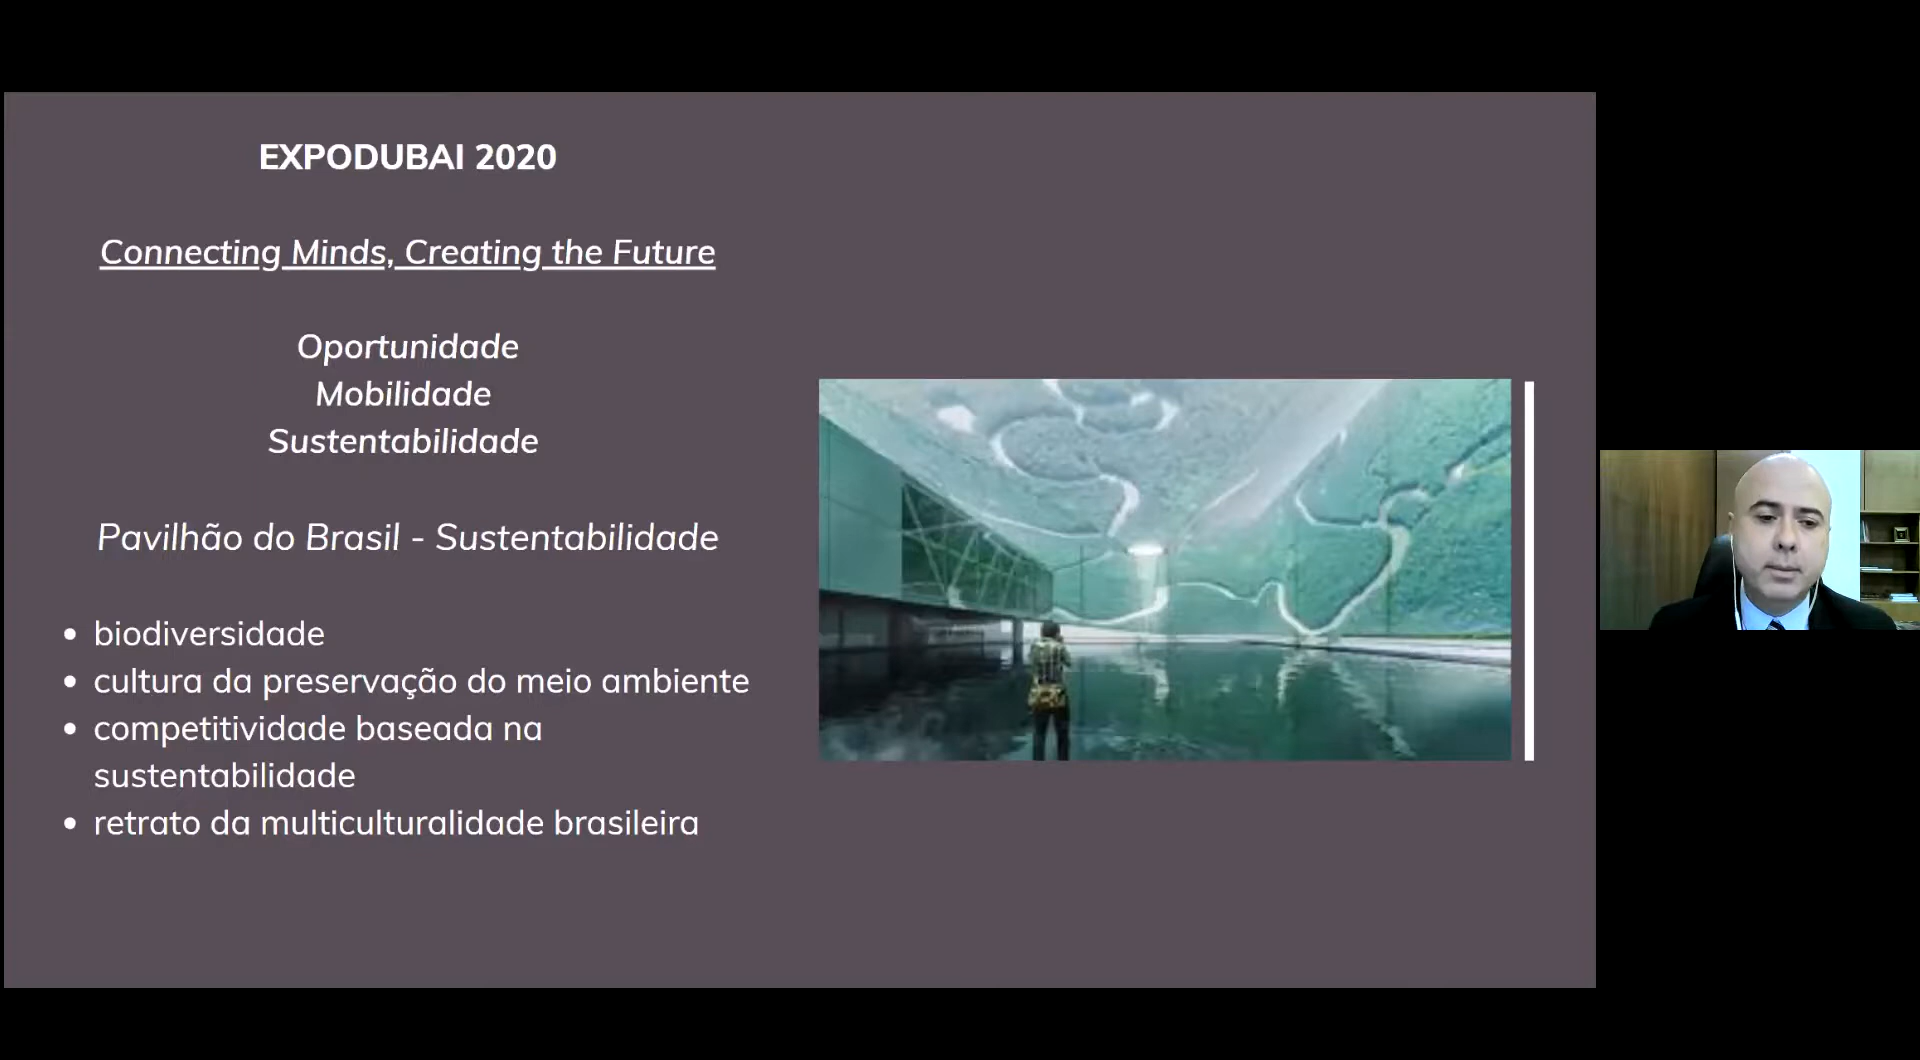 EXPODUBAI 2020
Connecting Minds, Creating the Future
Oportunidade
Mobilidade
Sustentabilidade
Pavilhão do Brasil - Sustentabilidade
• biodiversidade
• cultura da preservação do meio ambiente
• competitividade baseada na
sustentabilidade
• retrato da multiculturalidade brasileira